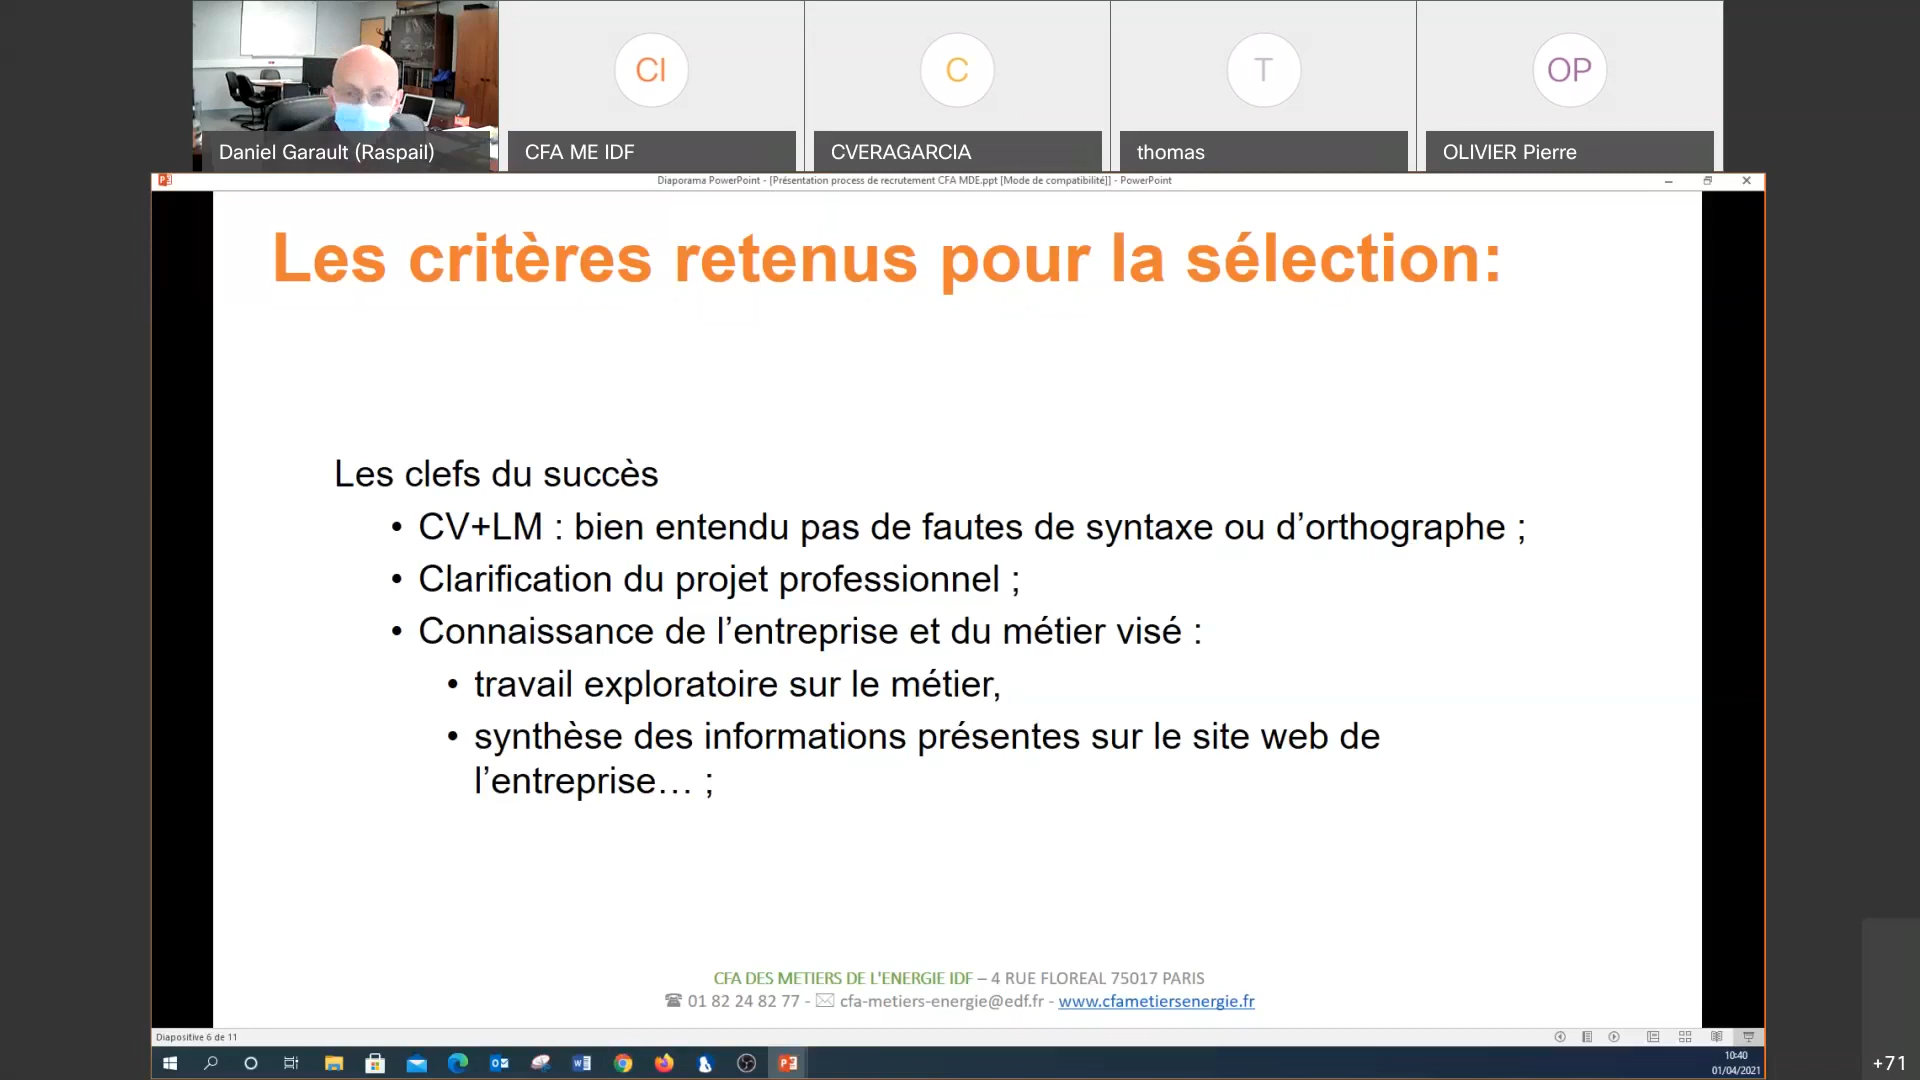 CI
C
T
OP
Daniel Garault (Raspail)
CFA ME IDF
CVERAGARCIA
thomas
OLIVIER Pierre
Diaporama PowerPoint - [Présentation process de recrutement CFA MDE.ppt [Mode de compatibilité]] - PowerPoint
Les critères retenus pour la sélection:
Les clefs du succès
• CV+LM : bien entendu pas de fautes de syntaxe ou d’orthographe ;
• Clarification du projet professionnel ;
• Connaissance de l’entreprise et du métier visé :
• travail exploratoire sur le métier,
• synthèse des informations présentes sur le site web de
l’entreprise… ;
CFA DES METIERS DE L'ENERGIE IDF – 4 RUE FLOREAL 75017 PARIS
☎ 01 82 24 82 77 - ✉ cfa-metiers-energie@edf.fr - www.cfametiersenergie.fr
Diapositive 6 de 11
10:40
01/04/2021
+71